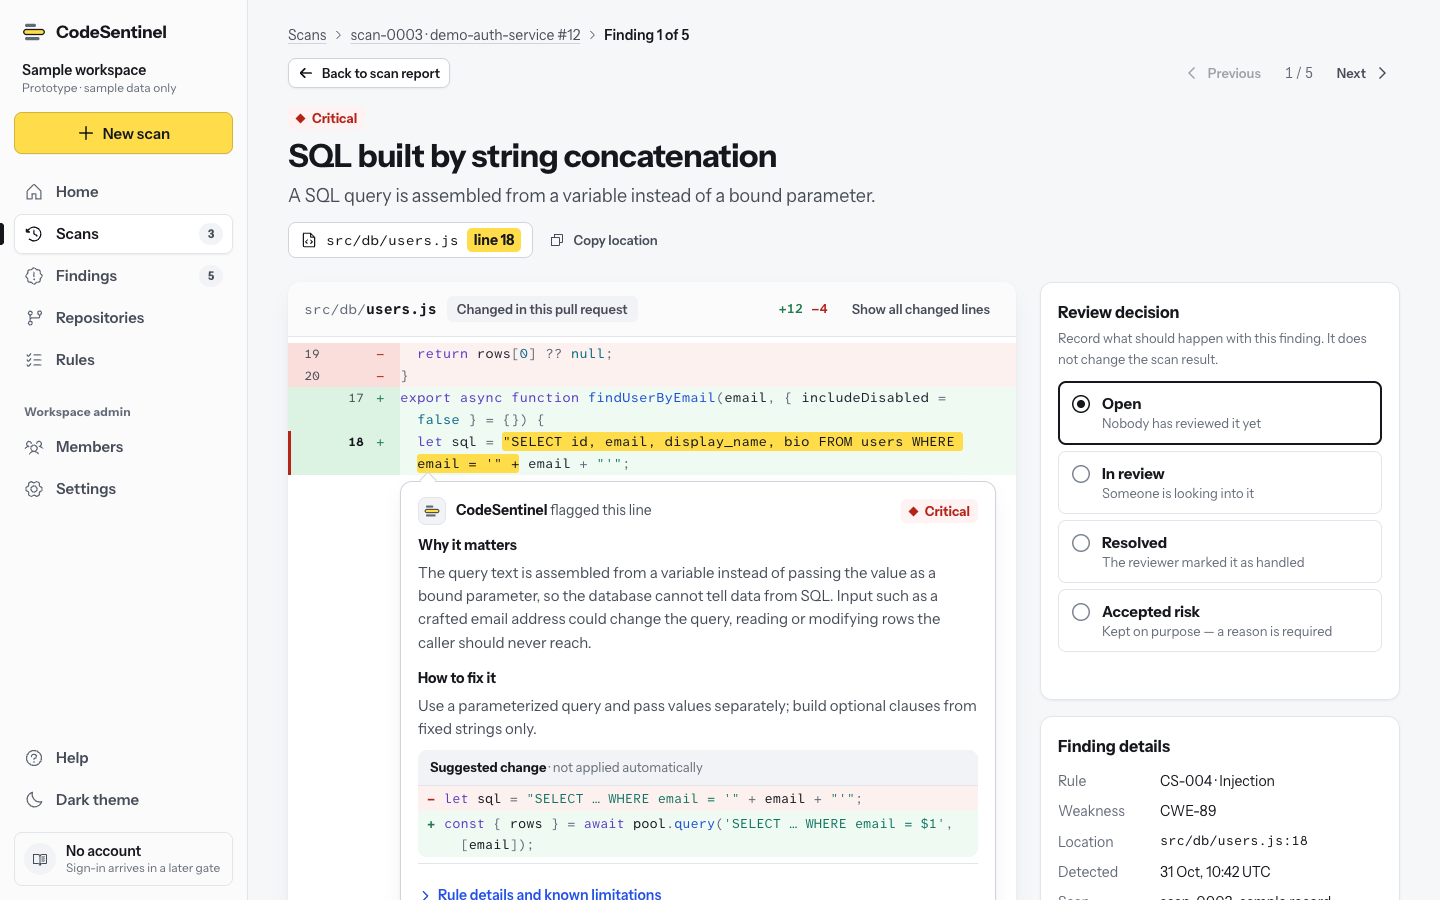 CodeSentinel
Sample workspace
Prototype · sample data only
New scan
Home
Scans 3
Findings 5
Repositories
Rules
Workspace admin
Members
Settings
Help
Dark theme
No account
Sign-in arrives in a later gate
Scans > scan-0003 · demo-auth-service #12 > Finding 1 of 5
Back to scan report
Previous 1 / 5 Next
Critical
SQL built by string concatenation
A SQL query is assembled from a variable instead of a bound parameter.
src/db/users.js line 18 Copy location
src/db/users.js Changed in this pull request +12 −4 Show all changed lines
19 − return rows[0] ?? null;
20 − }
17 + export async function findUserByEmail(email, { includeDisabled =
false } = {}) {
18 + let sql = "SELECT id, email, display_name, bio FROM users WHERE
email = '" + email + "'";
CodeSentinel flagged this line Critical
Why it matters
The query text is assembled from a variable instead of passing the value as a
bound parameter, so the database cannot tell data from SQL. Input such as a
crafted email address could change the query, reading or modifying rows the
caller should never reach.
How to fix it
Use a parameterized query and pass values separately; build optional clauses from
fixed strings only.
Suggested change · not applied automatically
− let sql = "SELECT … WHERE email = '" + email + "'";
+ const { rows } = await pool.query('SELECT … WHERE email = $1',
[email]);
Rule details and known limitations
Review decision
Record what should happen with this finding. It does
not change the scan result.
Open
Nobody has reviewed it yet
In review
Someone is looking into it
Resolved
The reviewer marked it as handled
Accepted risk
Kept on purpose — a reason is required
Finding details
Rule CS-004 · Injection
Weakness CWE-89
Location src/db/users.js:18
Detected 31 Oct, 10:42 UTC
Scan scan-0003, sample record